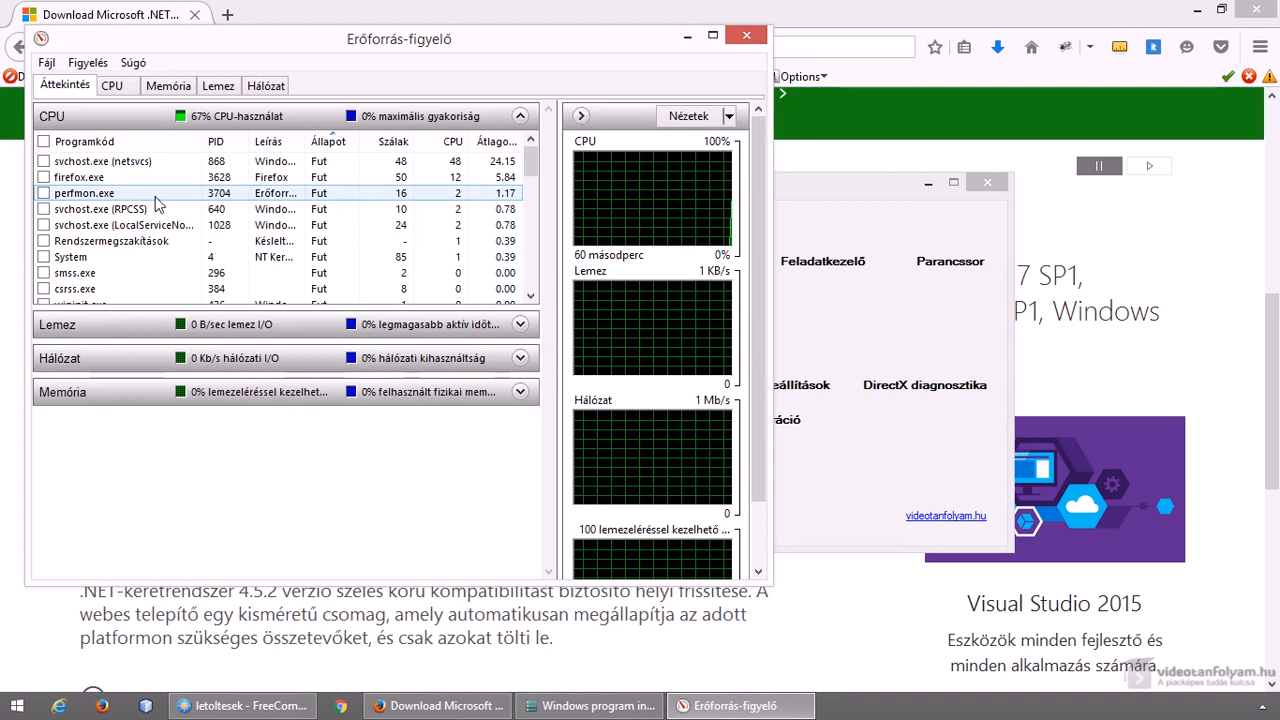 Download Microsoft .NET...
Erőforrás-figyelő
Fájl Figyelés Súgó
Options
Áttekintés CPU Memória Lemez Hálózat
CPU 67% CPU-használat 0% maximális gyakoriság
Programkód PID Leírás Állapot Szálak CPU Átlago...
svchost.exe (netsvcs) 868 Windo... Fut 48 48 24.15
firefox.exe 3628 Firefox Fut 50 12 5.84
perfmon.exe 3704 Erőforr... Fut 16 2 1.17
svchost.exe (RPCSS) 640 Windo... Fut 10 2 0.78
svchost.exe (LocalServiceNo... 1028 Windo... Fut 24 2 0.78
Rendszermegszakítások - Késlelt... Fut - 1 0.39
System 4 NT Ker... Fut 85 1 0.39
smss.exe 296 Fut 2 0 0.00
csrss.exe 384 Fut 8 0 0.00
Lemez 0 B/sec lemez I/O 0% legmagasabb aktív időt...
Hálózat 0 Kb/s hálózati I/O 0% hálózati kihasználtság
Memória 0% lemezeléréssel kezelhet... 0% felhasznált fizikai mem...
Nézetek
CPU 100%
60 másodperc 0%
Lemez 1 KB/s
0
Hálózat 1 Mb/s
0
100 lemezeléréssel kezelhető ...
Feladatkezelő Parancssor
eállítások DirectX diagnosztika
ráció
videotanfolyam.hu
7 SP1,
P1, Windows
.NET-keretrendszer 4.5.2 verzió széles körű kompatibilitást biztosító helyi frissítése. A
webes telepítő egy kisméretű csomag, amely automatikusan megállapítja az adott
platformon szükséges összetevőket, és csak azokat tölti le.
Visual Studio 2015
Eszközök minden fejlesztő és
minden alkalmazás számára.
videotanfolyam.hu
A piacképes tudás kulcsa
letoltesek - FreeCom... Download Microsoft ... Windows program in... Erőforrás-figyelő